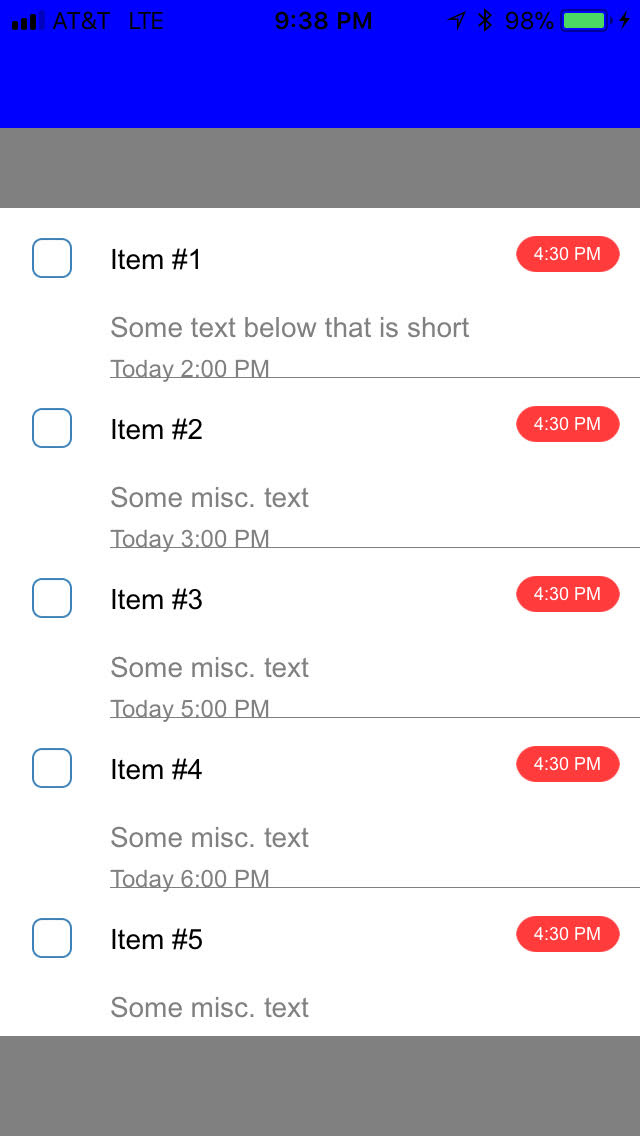 AT&T LTE 9:38 PM 98%
Item #1 4:30 PM
Some text below that is short
Today 2:00 PM
Item #2 4:30 PM
Some misc. text
Today 3:00 PM
Item #3 4:30 PM
Some misc. text
Today 5:00 PM
Item #4 4:30 PM
Some misc. text
Today 6:00 PM
Item #5 4:30 PM
Some misc. text